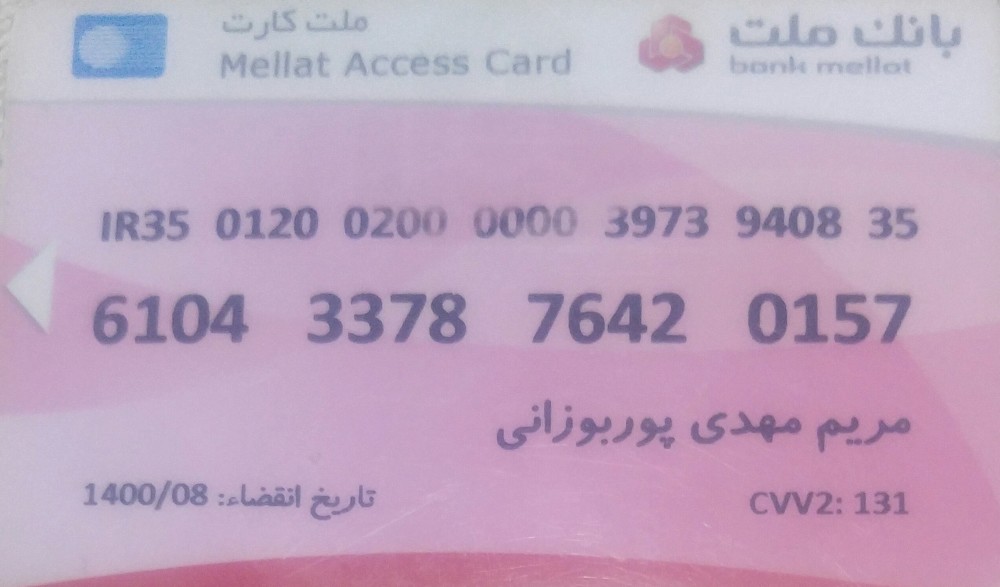 ملت کارت
Mellat Access Card
بانک ملت
bank mellat
IR35 0120 0200 0000 3973 9408 35
6104 3378 7642 0157
مریم مهدی پوربوزانی
تاریخ انقضاء: 1400/08
CVV2: 131